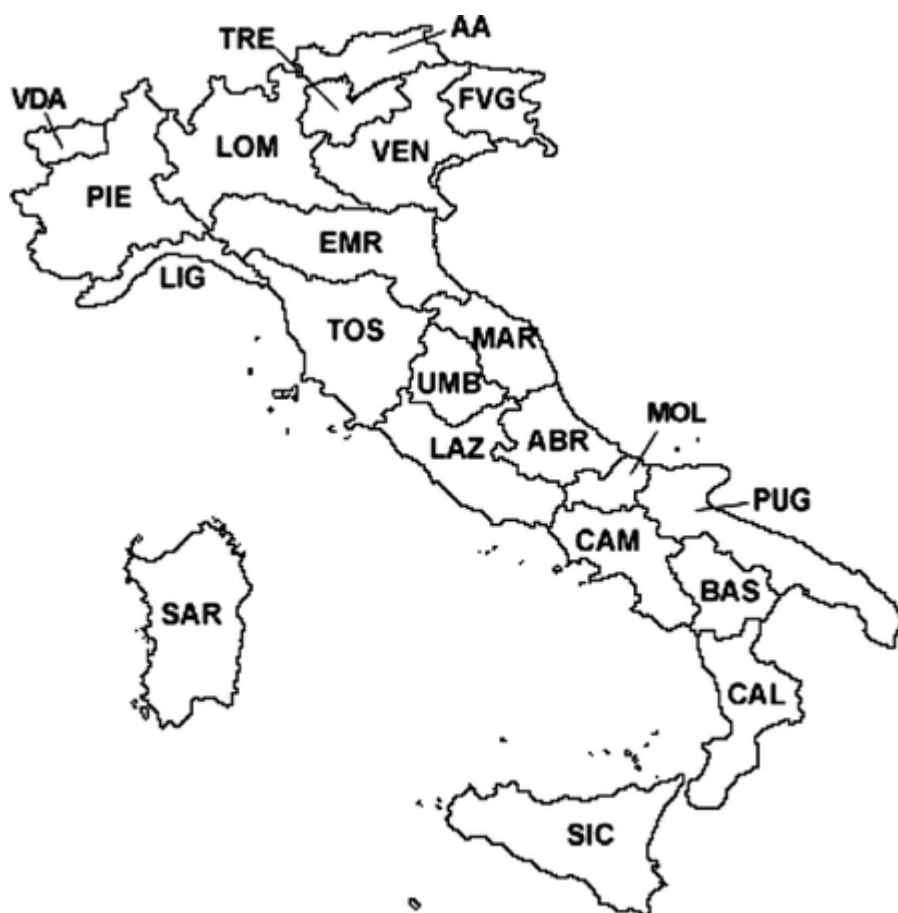 AA
TRE
VDA
FVG
LOM
VEN
PIE
EMR
LIG
TOS
MAR
UMB
MOL
LAZ
ABR
PUG
CAM
BAS
SAR
CAL
SIC